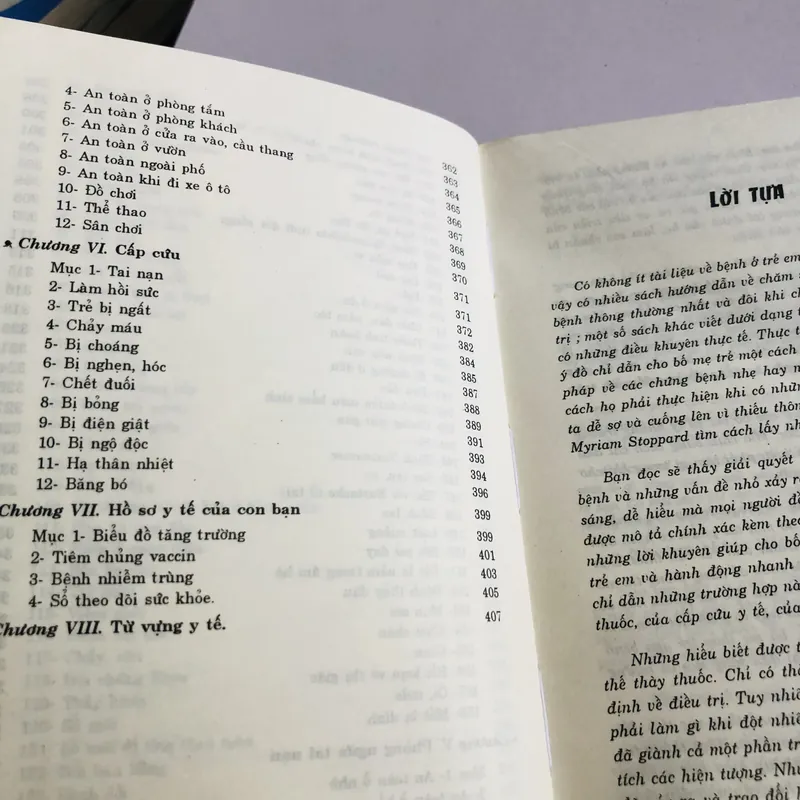 4- An toàn ở phòng tắm 362
5- An toàn ở phòng khách 363
6- An toàn ở cửa ra vào, cầu thang 364
7- An toàn ở vườn 365
8- An toàn ngoài phố 366
9- An toàn khi đi xe ô tô 367
10- Đồ chơi 368
11- Thể thao 369
12- Sân chơi 370
Chương VI. Cấp cứu 371
Mục 1- Tai nạn 371
2- Làm hồi sức 372
3- Trẻ bị ngất 382
4- Chảy máu 384
5- Bị choáng 385
6- Bị nghẹn, hóc 387
7- Chết đuối 388
8- Bị bỏng 389
9- Bị điện giật 391
10- Bị ngộ độc 393
11- Hạ thân nhiệt 394
12- Băng bó 396
Chương VII. Hồ sơ y tế của con bạn 399
Mục 1- Biểu đồ tăng trưởng 399
2- Tiêm chủng vaccin 401
3- Bệnh nhiễm trùng 403
4- Sổ theo dõi sức khỏe. 405
Chương VIII. Từ vựng y tế. 407
LỜI TỰA
Có không ít tài liệu về bệnh ở trẻ em
vậy có nhiều sách hướng dẫn về chăm
bệnh thông thường nhất và đôi khi
trị ; một số sách khác viết dưới dạng
có những điều khuyên thực tế. Thực
ý đồ chỉ dẫn cho bố mẹ trẻ một cách
pháp về các chứng bệnh nhẹ hay
cách họ phải thực hiện khi có
ta dễ sợ và cuống lên vì thiếu
Myriam Stoppard tìm cách lấy
Bạn đọc sẽ thấy giải quyết
bệnh và những vấn đề nhỏ xảy
sáng, dễ hiểu mà mọi người
được mô tả chính xác kèm theo
những lời khuyên giúp cho bố
trẻ em và hành động nhanh
chỉ dẫn những trường hợp
thuốc, của cấp cứu y tế, của
Những hiểu biết được
thế thày thuốc. Chỉ có
định về điều trị. Tuy
phải làm gì khi đột
đã giành cả một phần
tích các hiện tượng.
và trao đổi